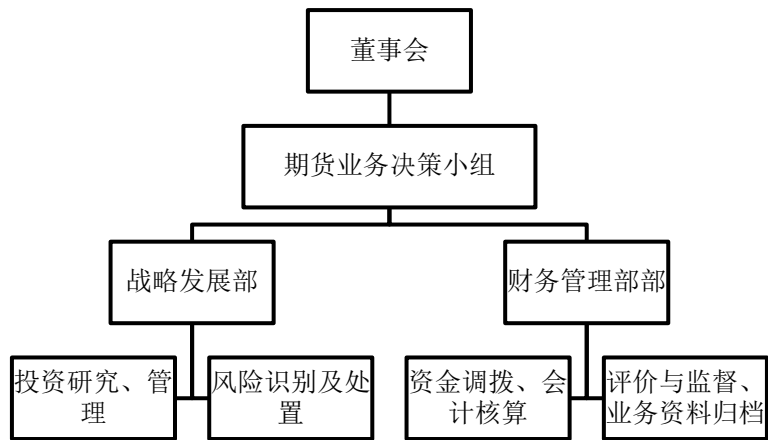 董事会
期货业务决策小组
战略发展部
财务管理部部
投资研究、管
理
风险识别及处
置
资金调拨、会
计核算
评价与监督、
业务资料归档